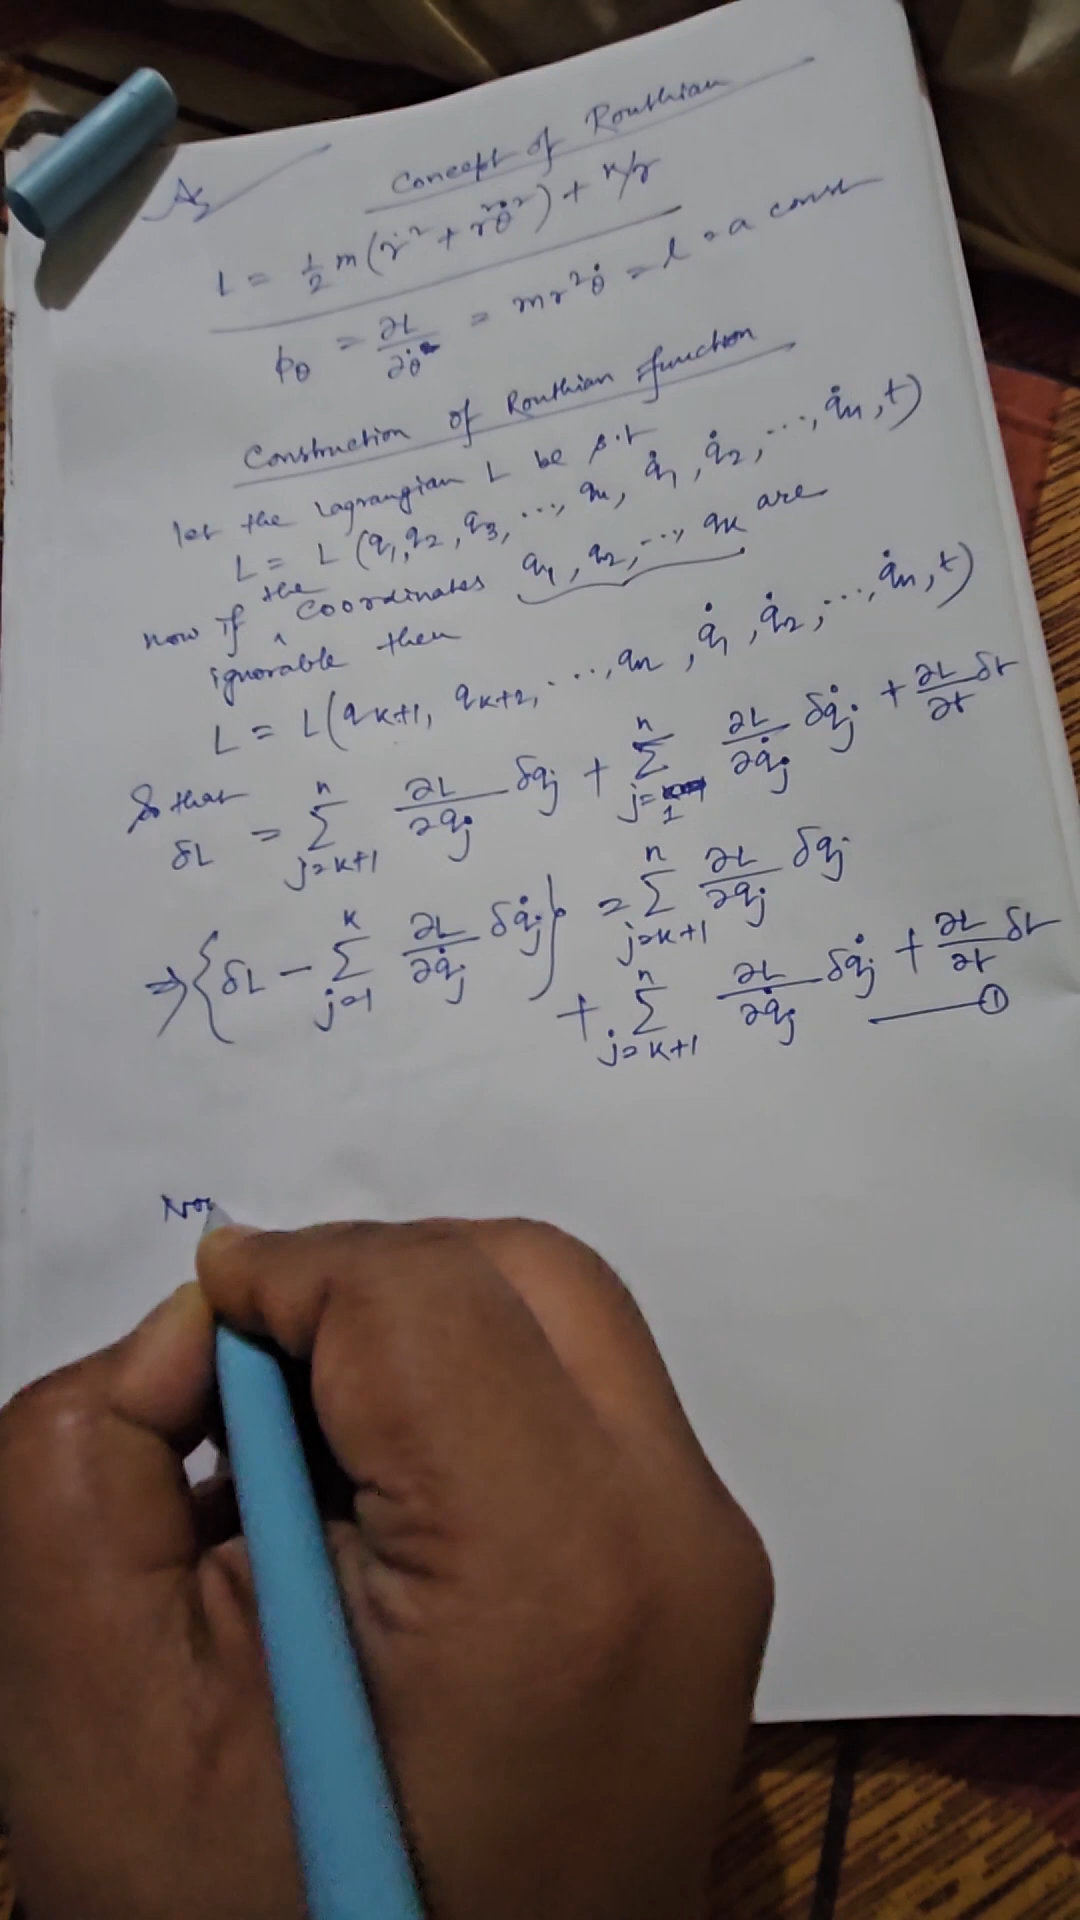 Concept of Routhian
L = 1/2 m(ṙ² + r²θ̇²) + k/r
pθ = ∂L/∂θ̇ = mr²θ̇ = l = a const
Construction of Routhian function
let the Lagrangian L be s.t
L = L (q₁, q₂, q₃, ..., qₙ, q̇₁, q̇₂, ..., q̇ₙ, t)
now if the coordinates q₁, q₂, ..., qₖ are
ignorable then
L = L(qₖ₊₁, qₖ₊₂, ..., qₙ, q̇₁, q̇₂, ..., q̇ₙ, t)
So that
δL = Σ_{j=k+1}^{n} ∂L/∂qⱼ δqⱼ + Σ_{j=1}^{n} ∂L/∂q̇ⱼ δq̇ⱼ + ∂L/∂t δt
⇒ {δL − Σ_{j=1}^{k} ∂L/∂q̇ⱼ δq̇ⱼ} = Σ_{j=k+1}^{n} ∂L/∂qⱼ δqⱼ
+ Σ_{j=k+1}^{n} ∂L/∂q̇ⱼ δq̇ⱼ + ∂L/∂t δt —— ①
Now